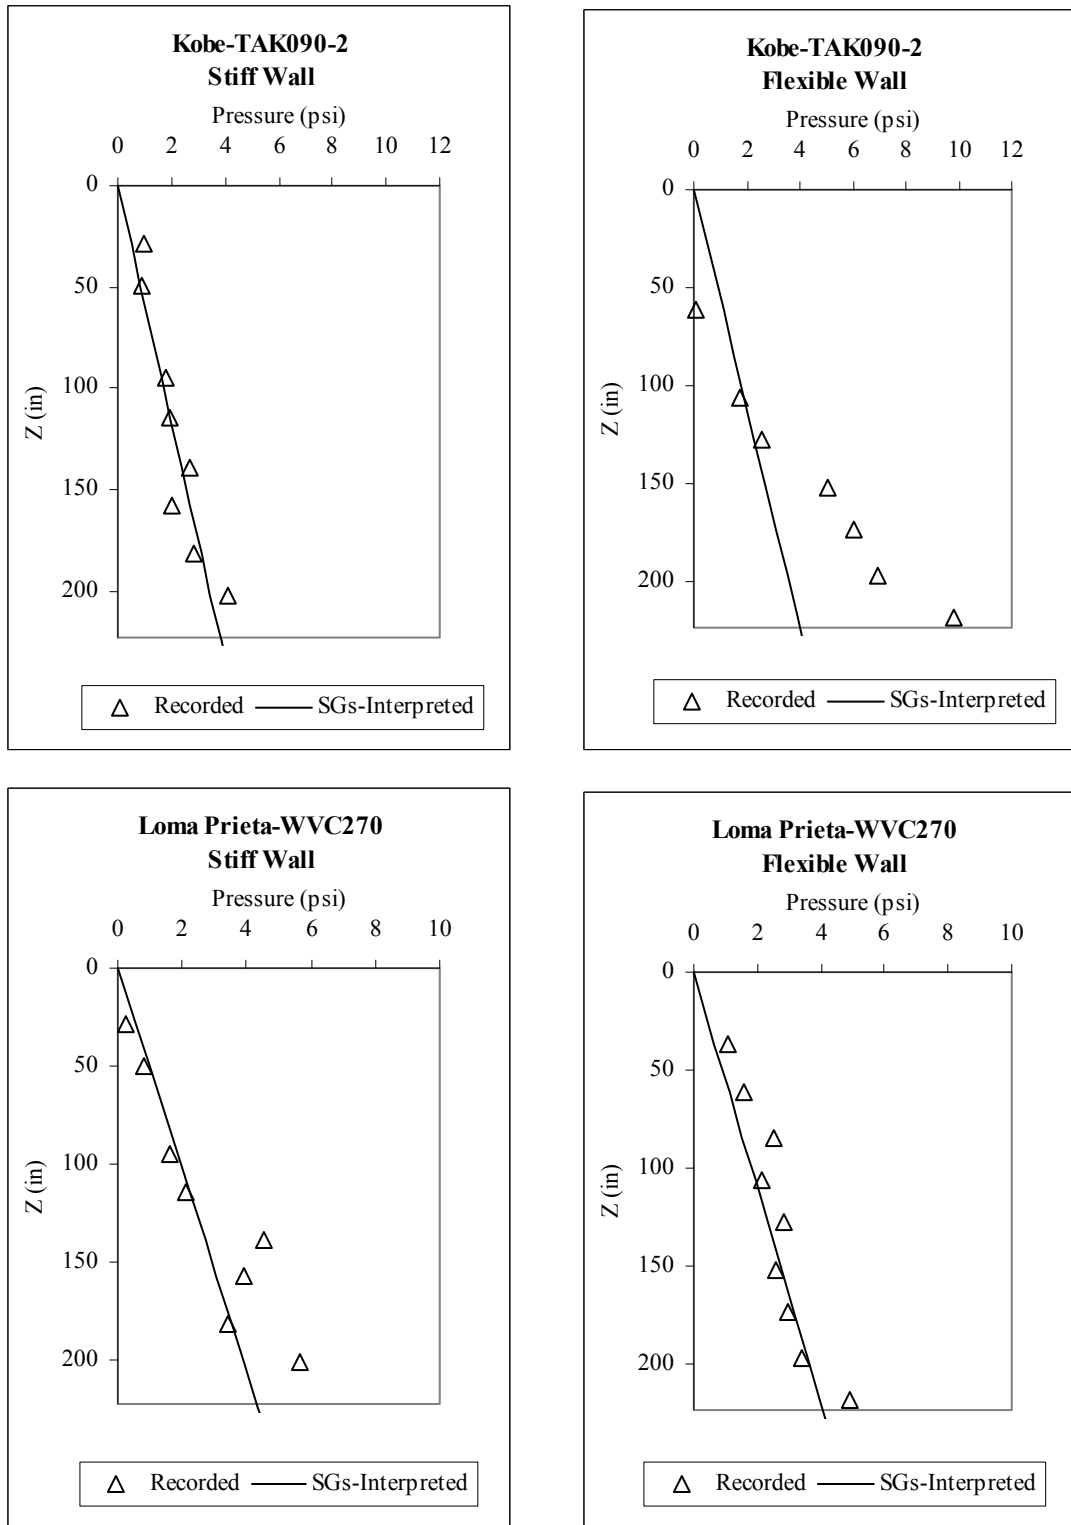 Kobe-TAK090-2
Stiff Wall
Pressure (psi)
0 2 4 6 8 10 12
0
50
100
150
200
Z (in)
Recorded SGs-Interpreted
Kobe-TAK090-2
Flexible Wall
Pressure (psi)
0 2 4 6 8 10 12
0
50
100
150
200
Z (in)
Recorded SGs-Interpreted
Loma Prieta-WVC270
Stiff Wall
Pressure (psi)
0 2 4 6 8 10
0
50
100
150
200
Z (in)
Recorded SGs-Interpreted
Loma Prieta-WVC270
Flexible Wall
Pressure (psi)
0 2 4 6 8 10
0
50
100
150
200
Z (in)
Recorded SGs-Interpreted